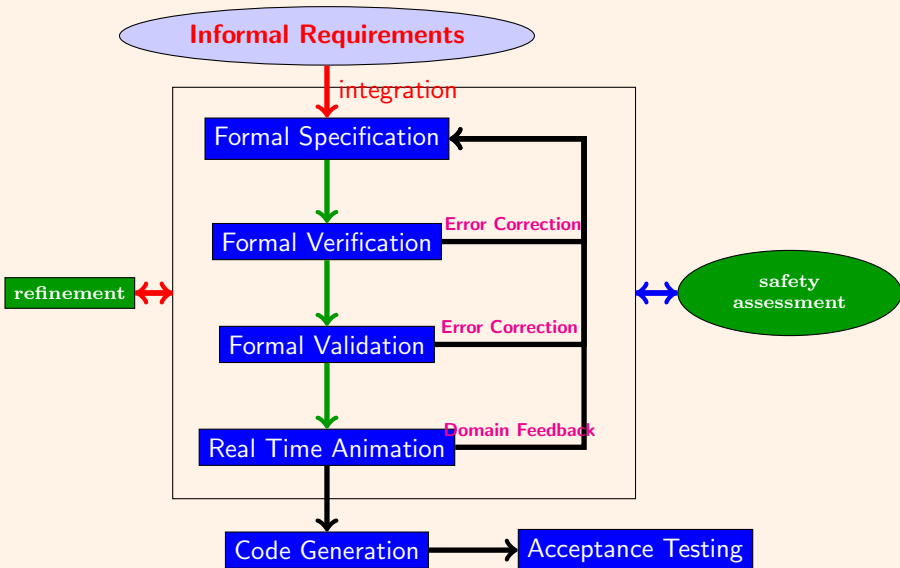 Informal Requirements
integration
Formal Specification
Error Correction
Formal Verification
refinement
safety
assessment
Error Correction
Formal Validation
Domain Feedback
Real Time Animation
Code Generation
Acceptance Testing